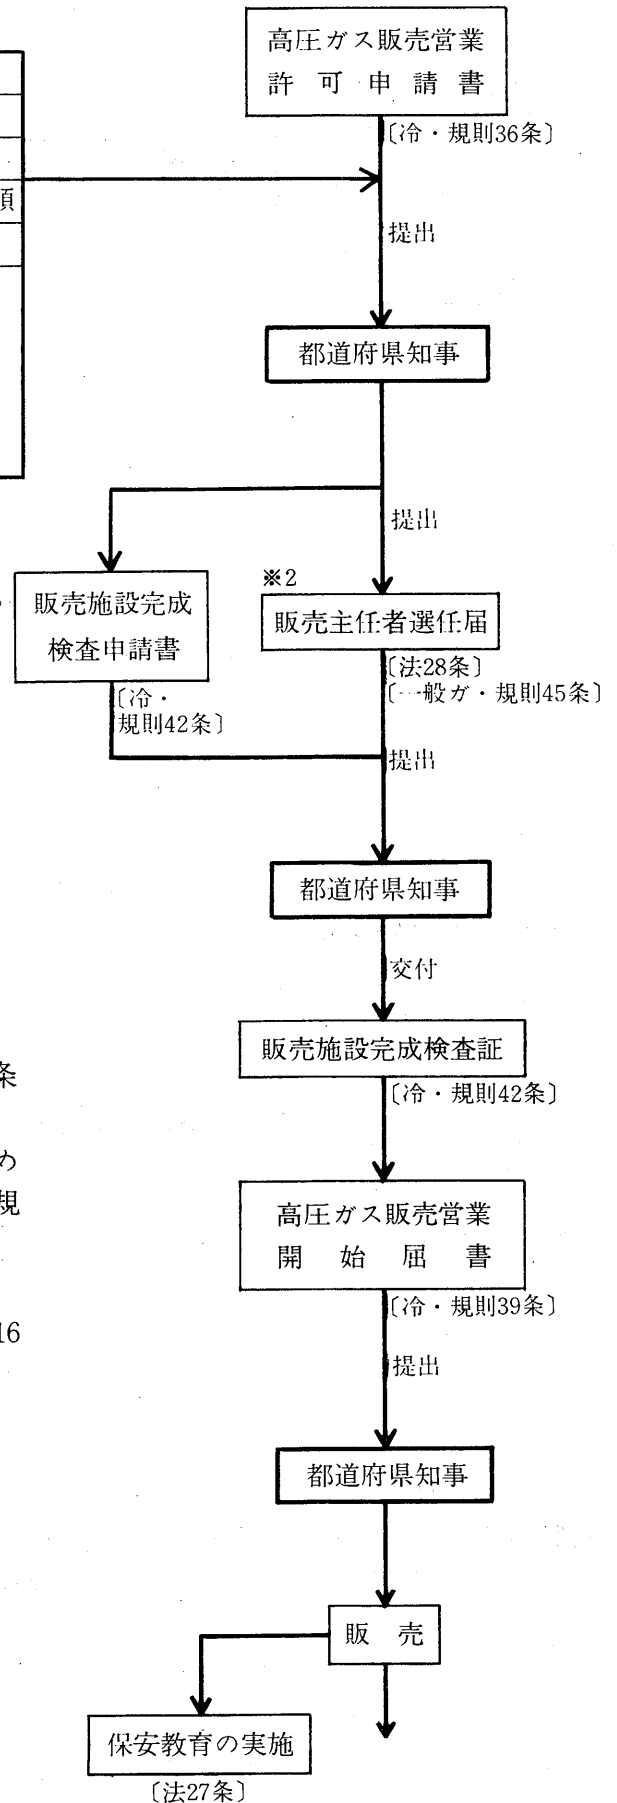 高圧ガス販売営業
許可申請書
〔冷・規則36条〕
項
提出
都道府県知事
提出
販売施設完成
検査申請書
〔冷・
規則42条〕
※2
販売主任者選任届
〔法28条〕
〔一般ガ・規則45条〕
提出
都道府県知事
交付
販売施設完成検査証
〔冷・規則42条〕
条
め
規
高圧ガス販売営業
開始届書
〔冷・規則39条〕
16
提出
都道府県知事
販売
保安教育の実施
〔法27条〕